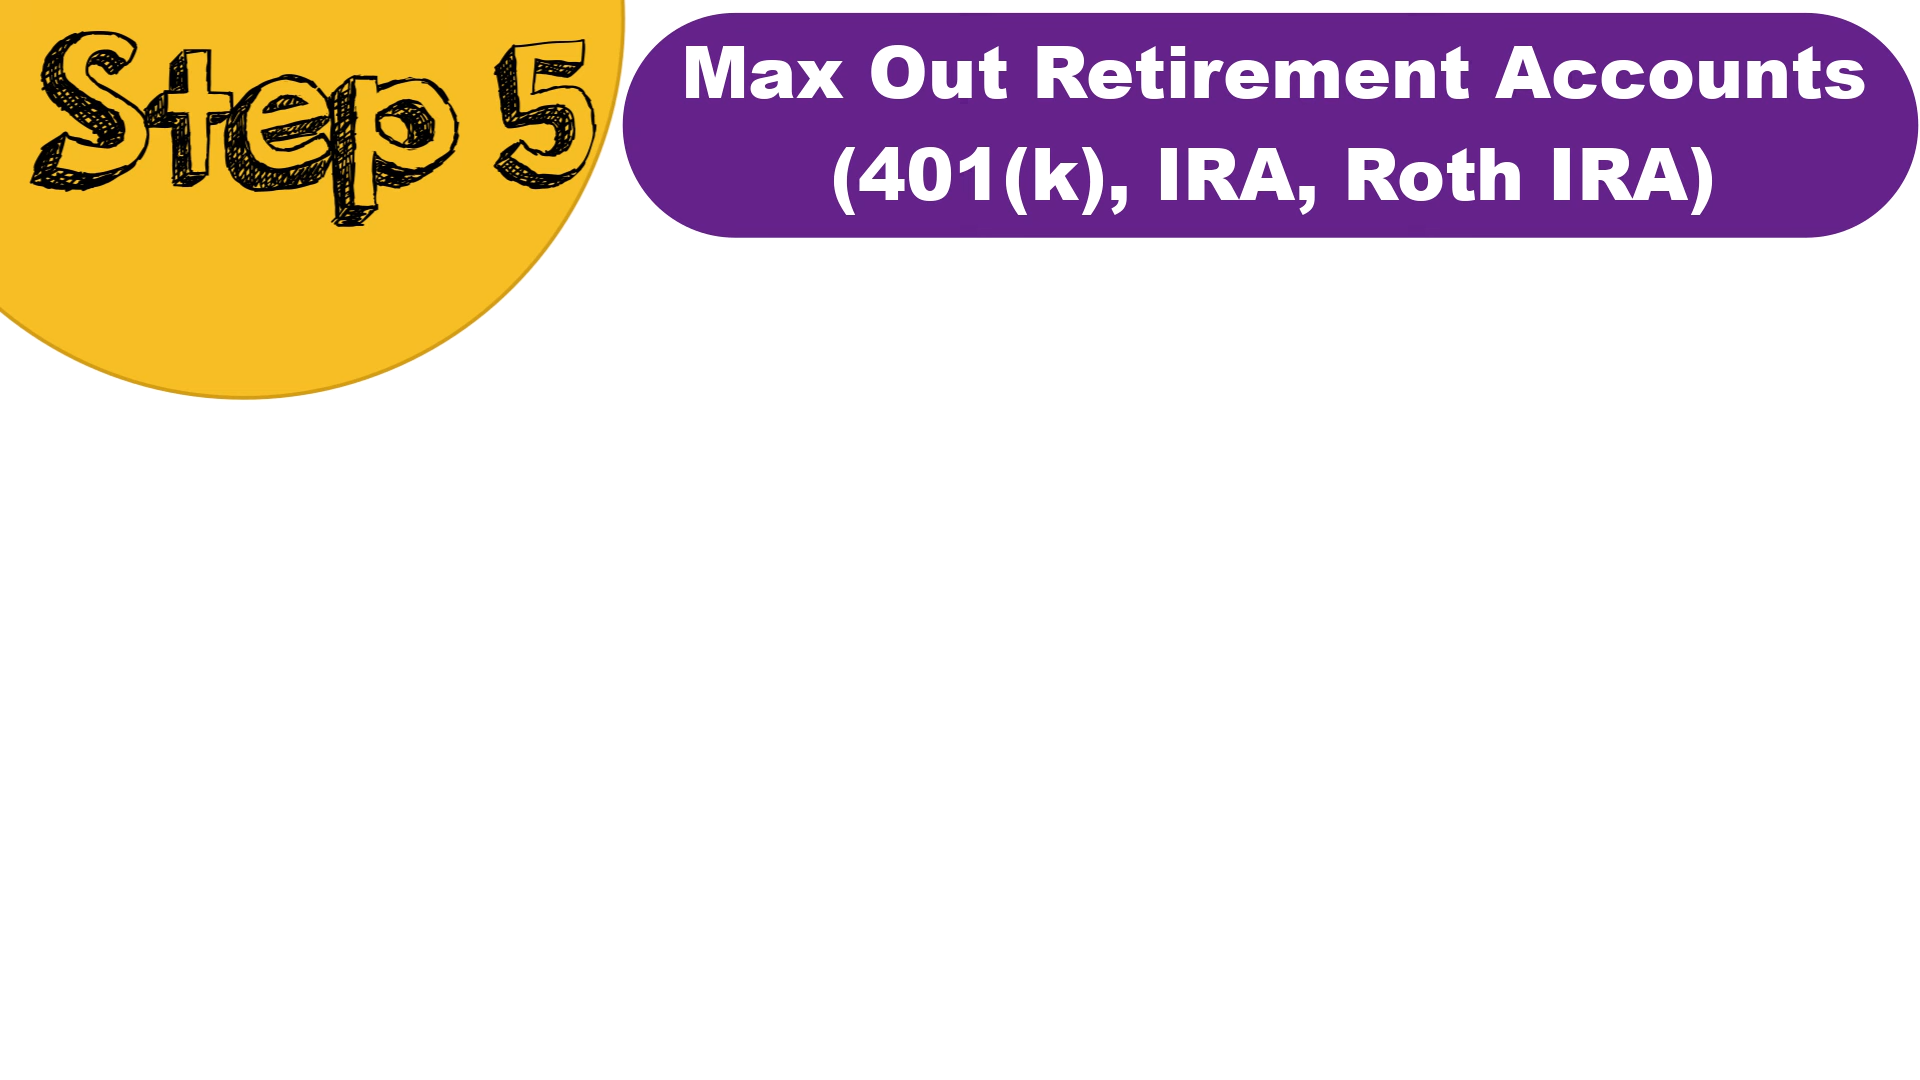 Step 5
Max Out Retirement Accounts
(401(k), IRA, Roth IRA)